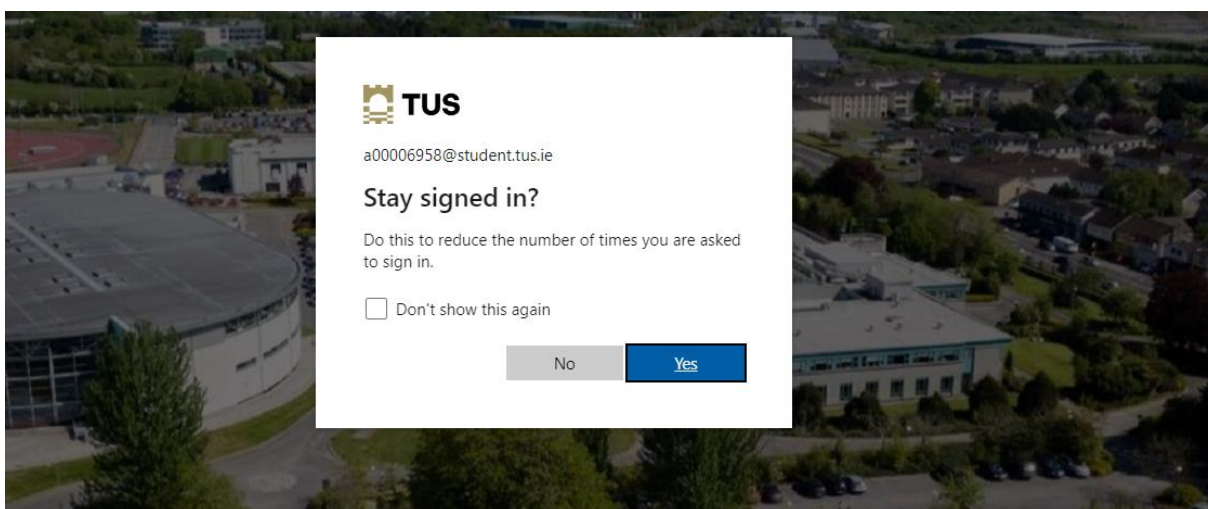 TUS
a00006958@student.tus.ie
Stay signed in?
Do this to reduce the number of times you are asked
to sign in.
Don't show this again
No Yes